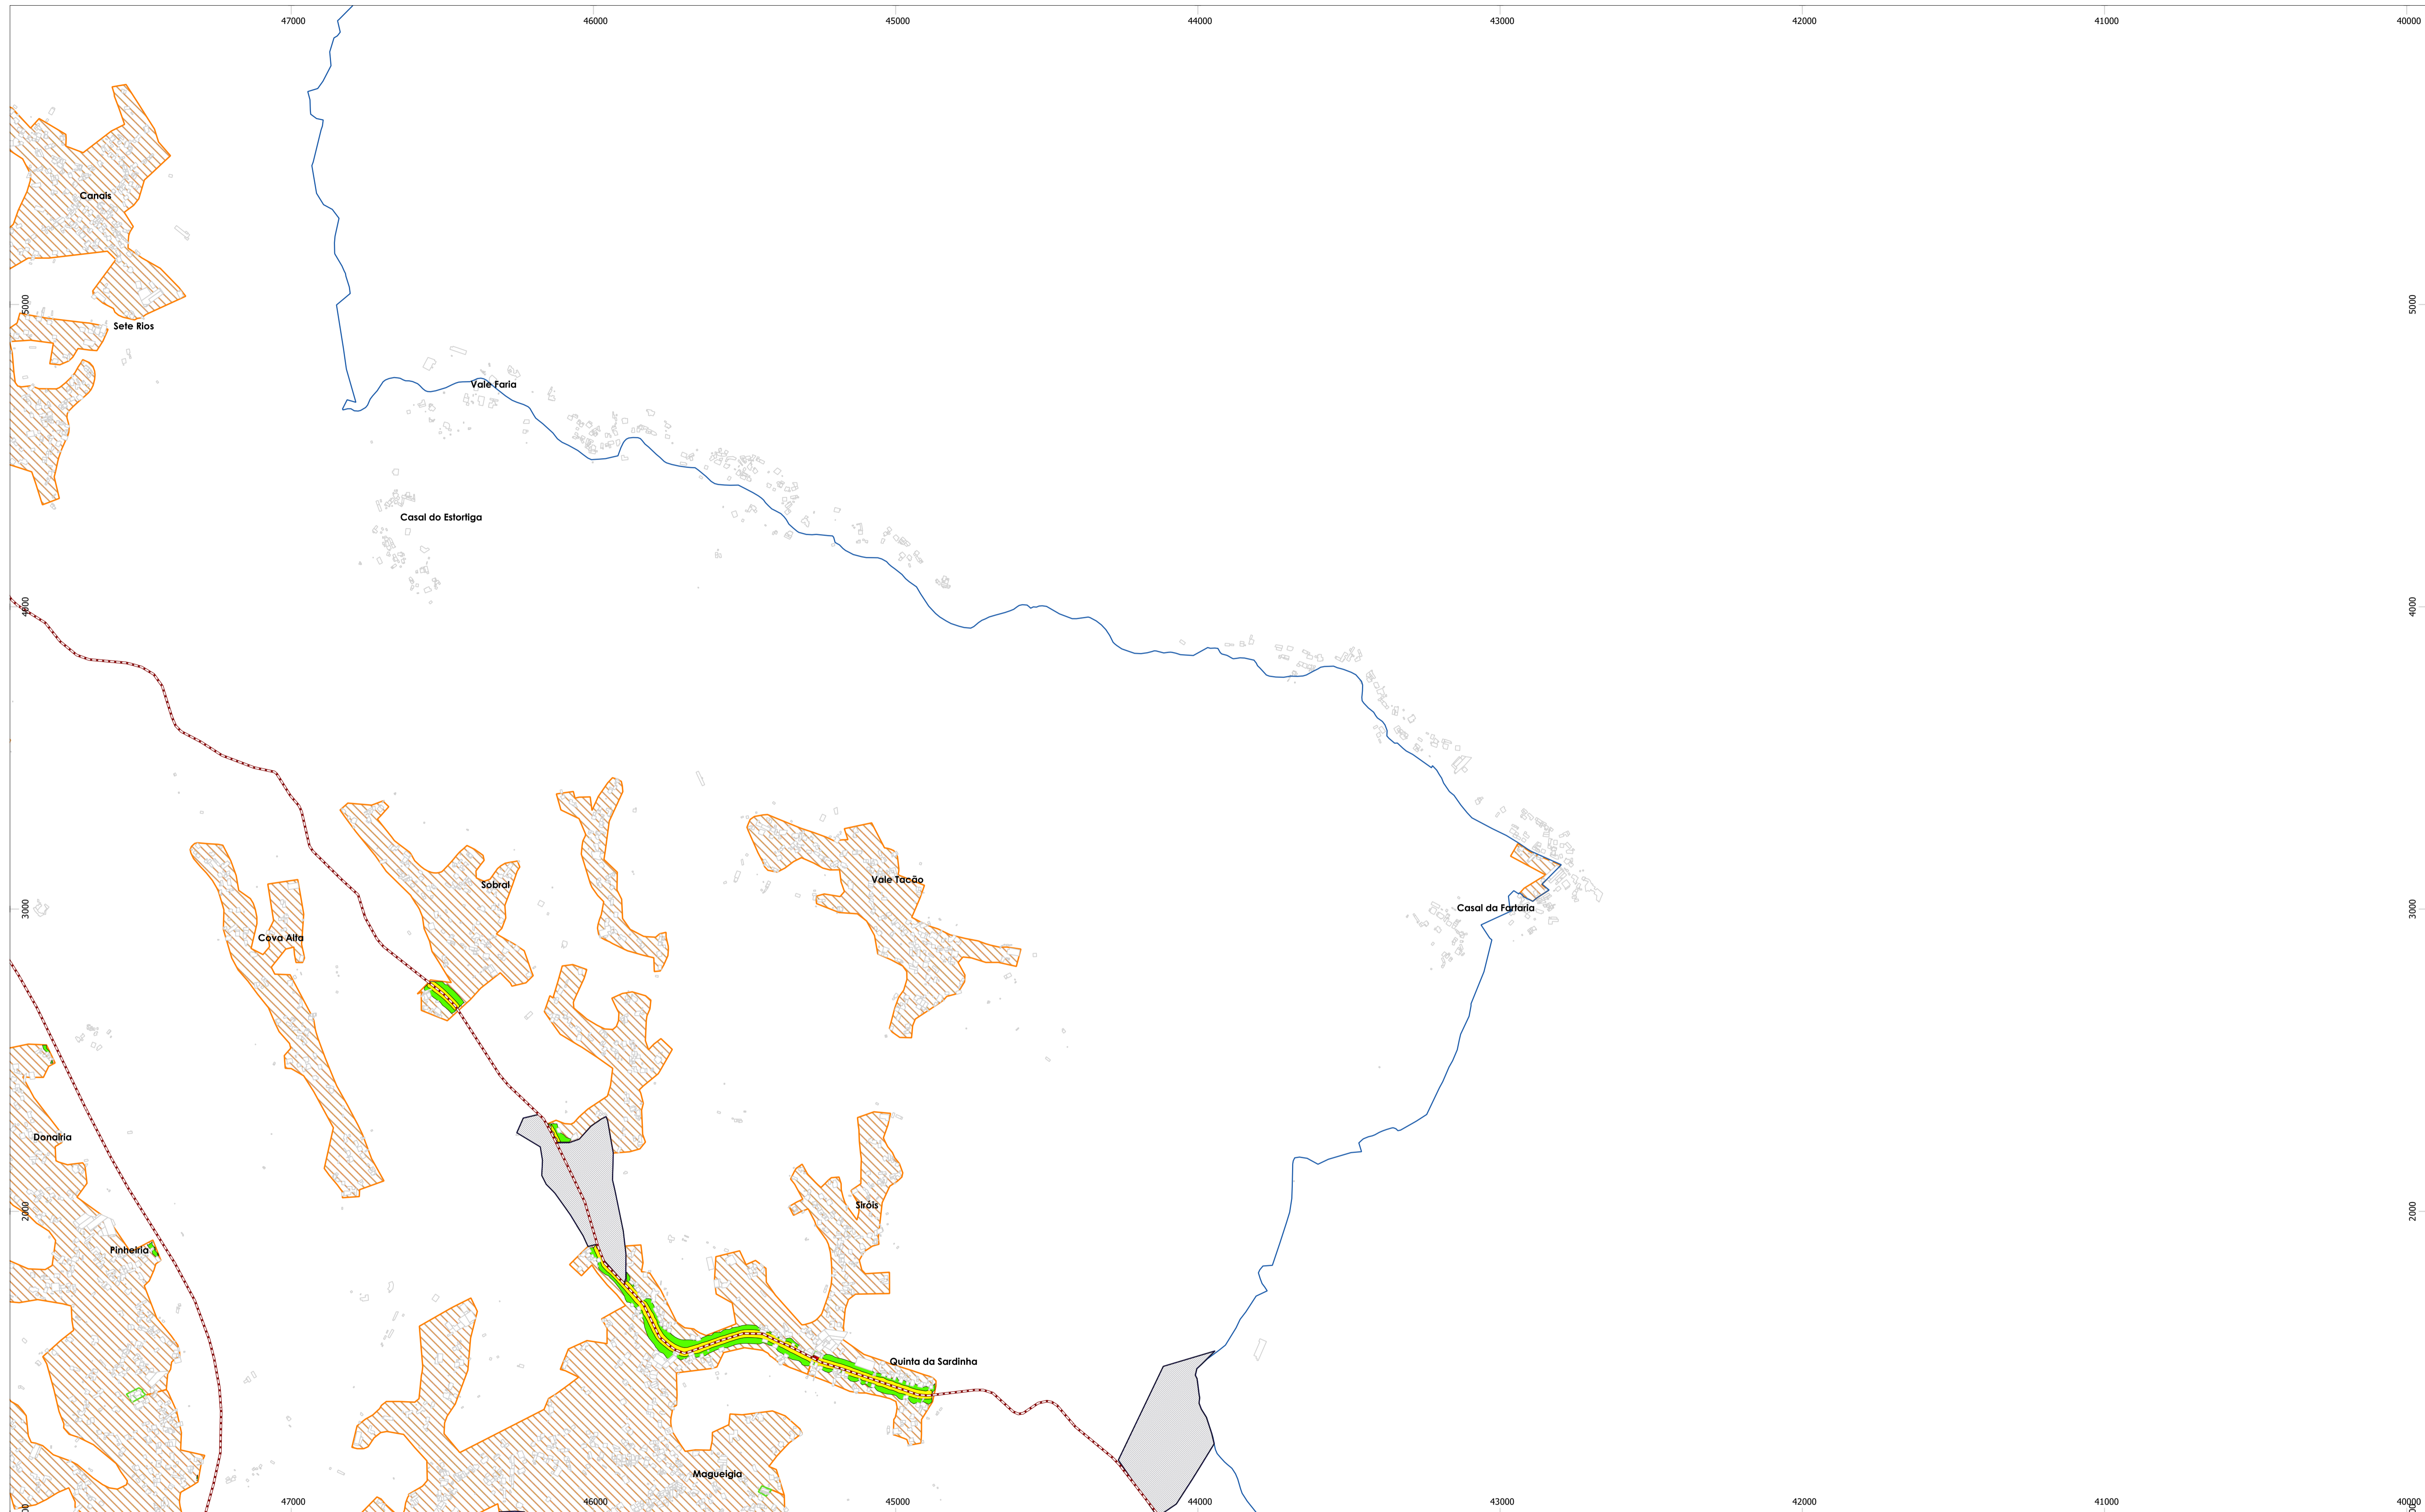 47000 46000 45000 44000 43000 42000 41000 40000
Canais
5000 5000
Sete Rios
Vale Faria
Casal do Estortiga
4000 4000
Vale Tacão
Sobral
3000 3000
Casal da Fartaria
Cova Alta
Donairia
2000 2000
Siróis
Pinheiria
Quinta da Sardinha
Magueigia
47000 46000 45000 44000 43000 42000 41000 40000